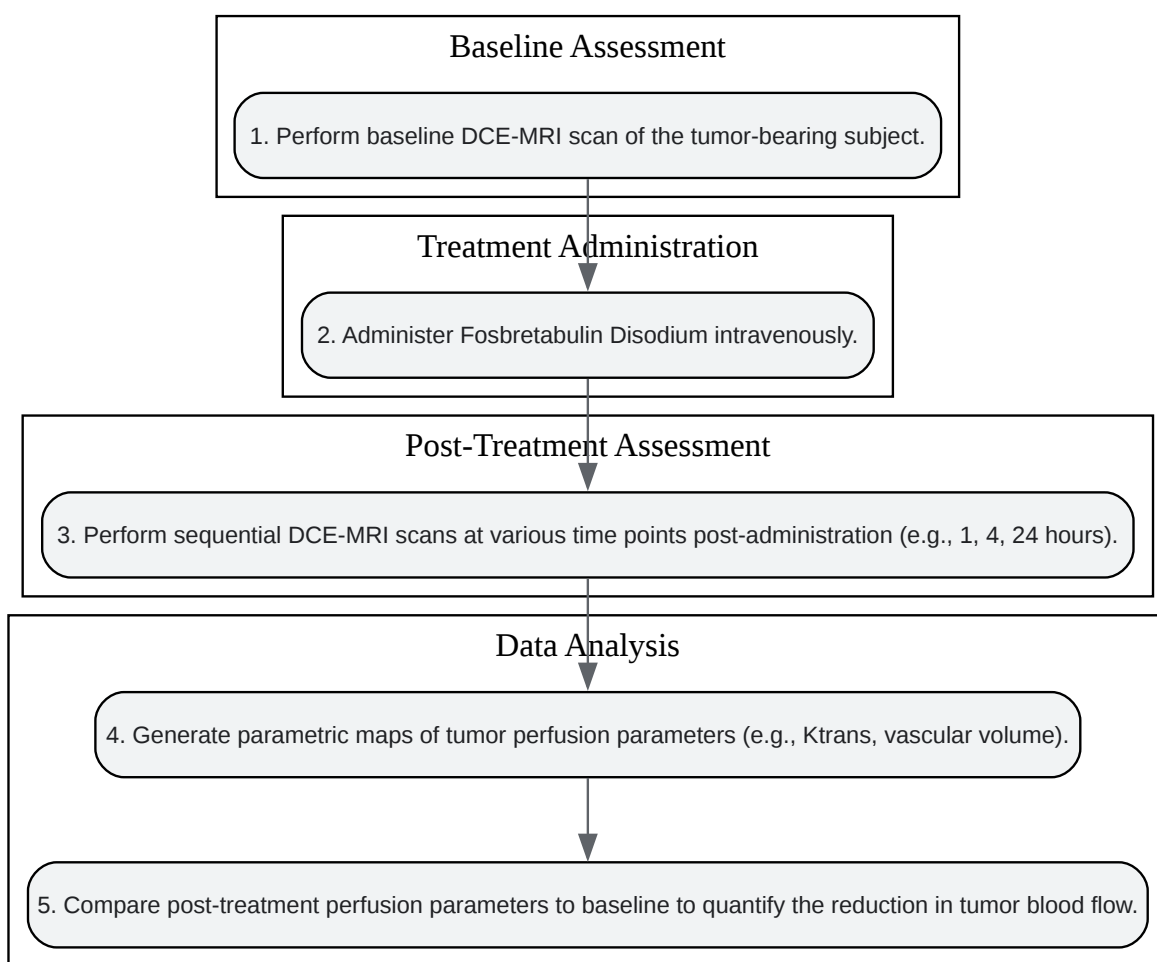 Baseline Assessment
1. Perform baseline DCE-MRI scan of the tumor-bearing subject.
Treatment Administration
2. Administer Fosbretabulin Disodium intravenously.
Post-Treatment Assessment
3. Perform sequential DCE-MRI scans at various time points post-administration (e.g., 1, 4, 24 hours).
Data Analysis
4. Generate parametric maps of tumor perfusion parameters (e.g., Ktrans, vascular volume).
5. Compare post-treatment perfusion parameters to baseline to quantify the reduction in tumor blood flow.